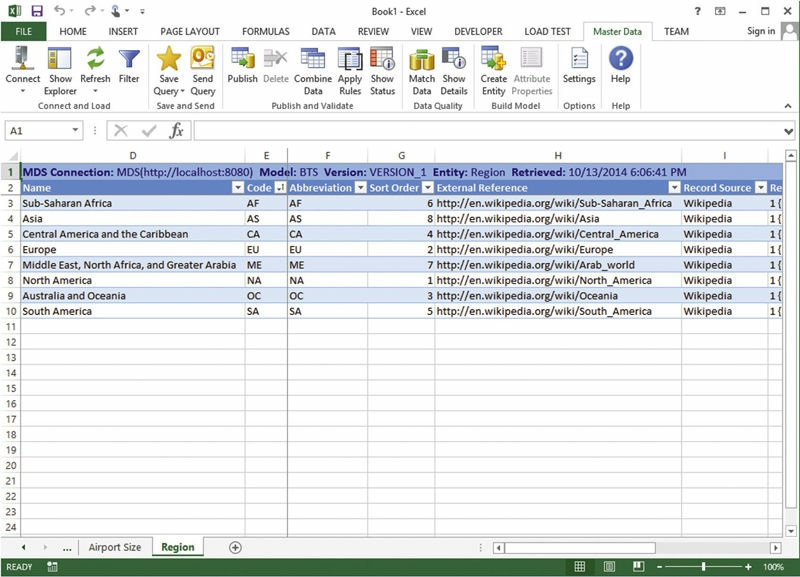 Book1 - Excel
FILE HOME INSERT PAGE LAYOUT FORMULAS DATA REVIEW VIEW DEVELOPER LOAD TEST Master Data TEAM Sign in
Connect Show Explorer Refresh Filter Save Query Send Query Publish Delete Combine Data Apply Rules Show Status Match Data Show Details Create Entity Attribute Properties Settings Help
Connect and Load Save and Send Publish and Validate Data Quality Build Model Options Help
A1 fx
D E F G H I
1 MDS Connection: MDS(http://localhost:8080) Model: BTS Version: VERSION_1 Entity: Region Retrieved: 10/13/2014 6:06:41 PM
2 Name Code Abbreviation Sort Order External Reference Record Source Re
3 Sub-Saharan Africa AF AF 6 http://en.wikipedia.org/wiki/Sub-Saharan_Africa Wikipedia 1 {
4 Asia AS AS 8 http://en.wikipedia.org/wiki/Asia Wikipedia 1 {
5 Central America and the Caribbean CA CA 4 http://en.wikipedia.org/wiki/Central_America Wikipedia 1 {
6 Europe EU EU 2 http://en.wikipedia.org/wiki/Europe Wikipedia 1 {
7 Middle East, North Africa, and Greater Arabia ME ME 7 http://en.wikipedia.org/wiki/Arab_world Wikipedia 1 {
8 North America NA NA 1 http://en.wikipedia.org/wiki/North_America Wikipedia 1 {
9 Australia and Oceania OC OC 3 http://en.wikipedia.org/wiki/Oceania Wikipedia 1 {
10 South America SA SA 5 http://en.wikipedia.org/wiki/South_America Wikipedia 1 {
11
12
13
14
15
16
17
18
19
20
21
22
23
24
... Airport Size Region
READY 100%